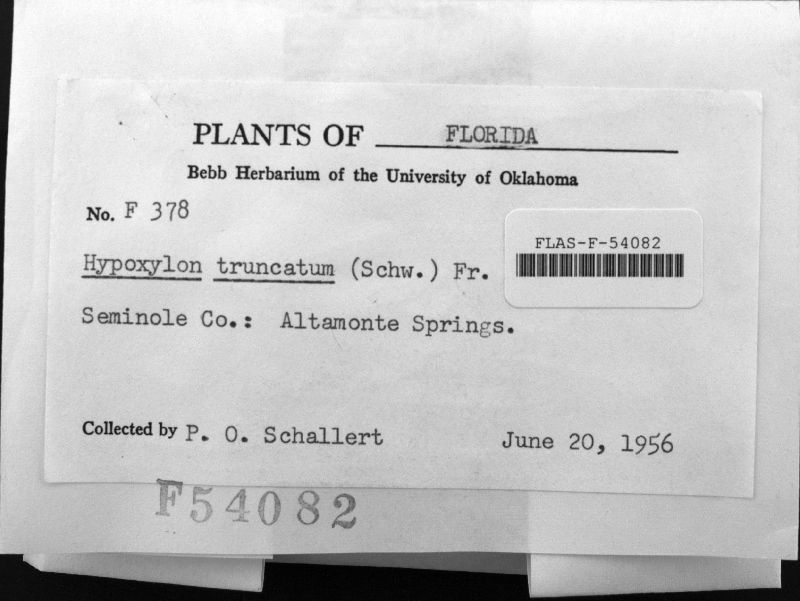 PLANTS OF FLORIDA
Bebb Herbarium of the University of Oklahoma
No. F 378
FLAS-F-54082
Hypoxylon truncatum (Schw.) Fr.
Seminole Co.: Altamonte Springs.
Collected by P. O. Schallert June 20, 1956
F54082